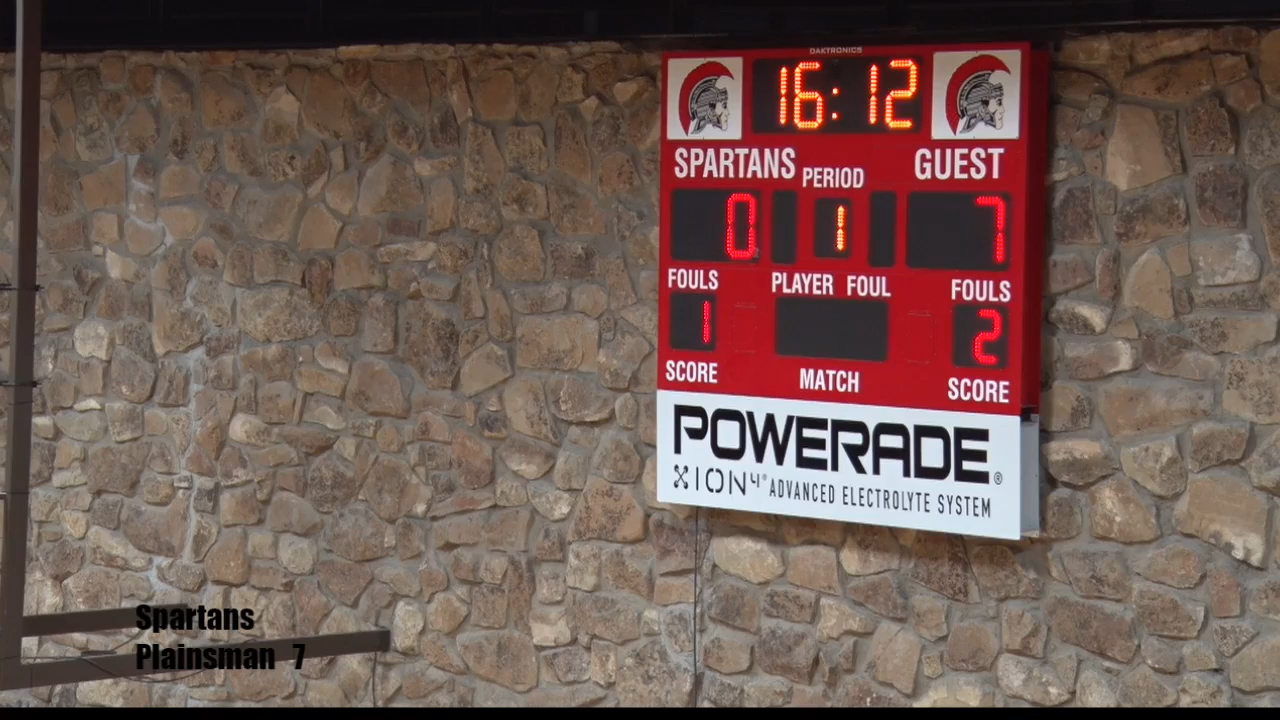 DAKTRONICS
16:12
SPARTANS PERIOD GUEST
0 1 7
FOULS PLAYER FOUL FOULS
1 2
SCORE MATCH SCORE
POWERADE®
ION4® ADVANCED ELECTROLYTE SYSTEM
Spartans
Plainsman 7